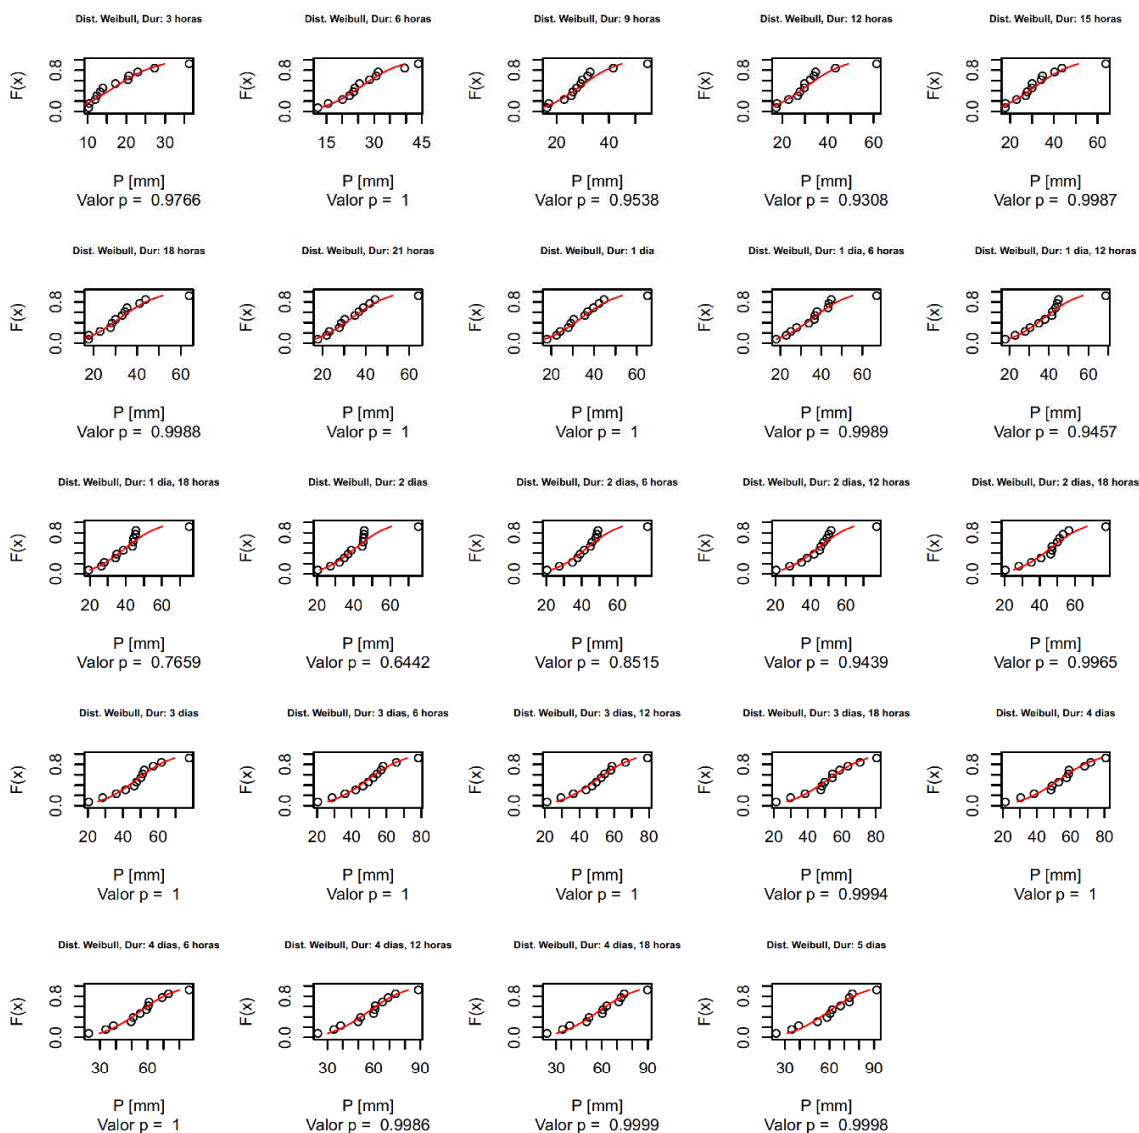 Dist. Weibull, Dur: 3 horas
F(x)
0.0 0.8
10 20 30
P [mm]
Valor p = 0.9766
Dist. Weibull, Dur: 6 horas
F(x)
0.0 0.8
15 30 45
P [mm]
Valor p = 1
Dist. Weibull, Dur: 9 horas
F(x)
0.0 0.8
20 40
P [mm]
Valor p = 0.9538
Dist. Weibull, Dur: 12 horas
F(x)
0.0 0.8
20 40 60
P [mm]
Valor p = 0.9308
Dist. Weibull, Dur: 15 horas
F(x)
0.0 0.8
20 40 60
P [mm]
Valor p = 0.9987
Dist. Weibull, Dur: 18 horas
F(x)
0.0 0.8
20 40 60
P [mm]
Valor p = 0.9988
Dist. Weibull, Dur: 21 horas
F(x)
0.0 0.8
20 40 60
P [mm]
Valor p = 1
Dist. Weibull, Dur: 1 dia
F(x)
0.0 0.8
20 40 60
P [mm]
Valor p = 1
Dist. Weibull, Dur: 1 dia, 6 horas
F(x)
0.0 0.8
20 40 60
P [mm]
Valor p = 0.9989
Dist. Weibull, Dur: 1 dia, 12 horas
F(x)
0.0 0.8
20 40 60
P [mm]
Valor p = 0.9457
Dist. Weibull, Dur: 1 dia, 18 horas
F(x)
0.0 0.8
20 40 60
P [mm]
Valor p = 0.7659
Dist. Weibull, Dur: 2 dias
F(x)
0.0 0.8
20 40 60
P [mm]
Valor p = 0.6442
Dist. Weibull, Dur: 2 dias, 6 horas
F(x)
0.0 0.8
20 40 60
P [mm]
Valor p = 0.8515
Dist. Weibull, Dur: 2 dias, 12 horas
F(x)
0.0 0.8
20 40 60
P [mm]
Valor p = 0.9439
Dist. Weibull, Dur: 2 dias, 18 horas
F(x)
0.0 0.8
20 40 60
P [mm]
Valor p = 0.9965
Dist. Weibull, Dur: 3 dias
F(x)
0.0 0.8
20 40 60
P [mm]
Valor p = 1
Dist. Weibull, Dur: 3 dias, 6 horas
F(x)
0.0 0.8
20 40 60 80
P [mm]
Valor p = 1
Dist. Weibull, Dur: 3 dias, 12 horas
F(x)
0.0 0.8
20 40 60 80
P [mm]
Valor p = 1
Dist. Weibull, Dur: 3 dias, 18 horas
F(x)
0.0 0.8
20 40 60 80
P [mm]
Valor p = 0.9994
Dist. Weibull, Dur: 4 dias
F(x)
0.0 0.8
20 40 60 80
P [mm]
Valor p = 1
Dist. Weibull, Dur: 4 dias, 6 horas
F(x)
0.0 0.8
30 60
P [mm]
Valor p = 1
Dist. Weibull, Dur: 4 dias, 12 horas
F(x)
0.0 0.8
30 60 90
P [mm]
Valor p = 0.9986
Dist. Weibull, Dur: 4 dias, 18 horas
F(x)
0.0 0.8
30 60 90
P [mm]
Valor p = 0.9999
Dist. Weibull, Dur: 5 dias
F(x)
0.0 0.8
30 60 90
P [mm]
Valor p = 0.9998